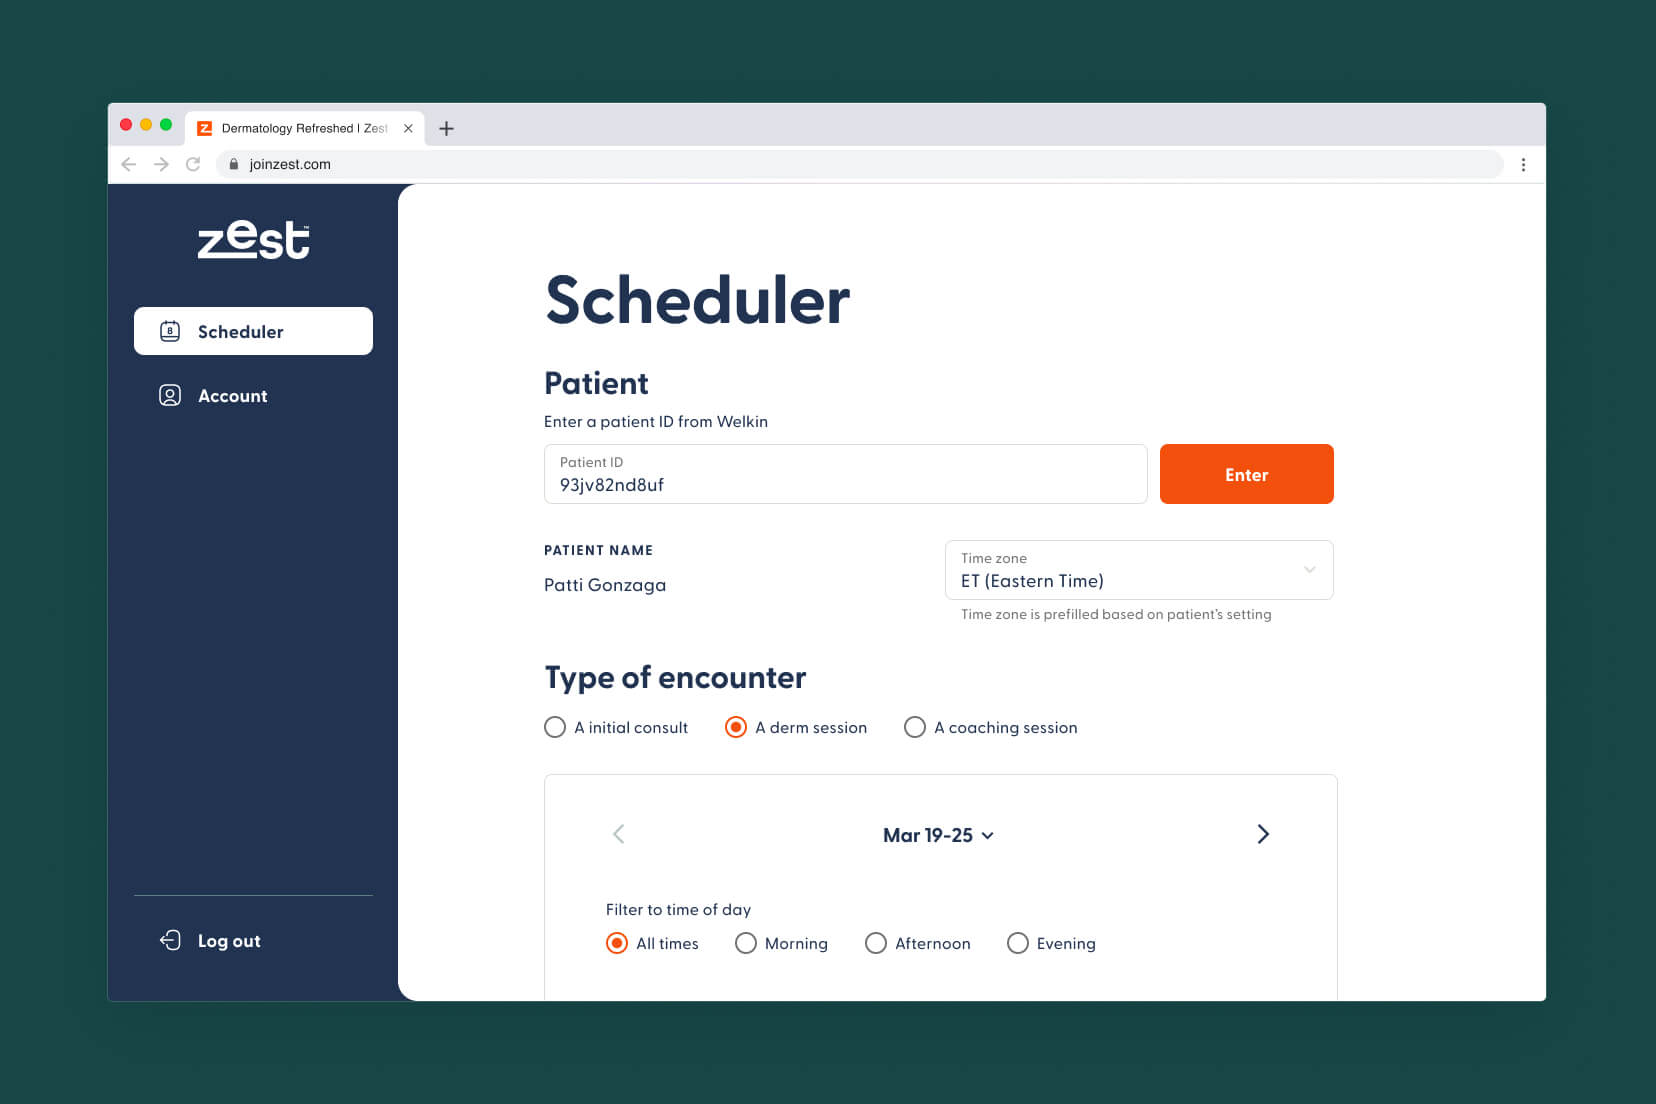 Dermatology Refreshed | Zest
joinzest.com
zest™
Scheduler
Account
Log out
Scheduler
Patient
Enter a patient ID from Welkin
Patient ID
93jv82nd8uf
Enter
PATIENT NAME
Patti Gonzaga
Time zone
ET (Eastern Time)
Time zone is prefilled based on patient's setting
Type of encounter
A initial consult
A derm session
A coaching session
Mar 19-25
Filter to time of day
All times
Morning
Afternoon
Evening